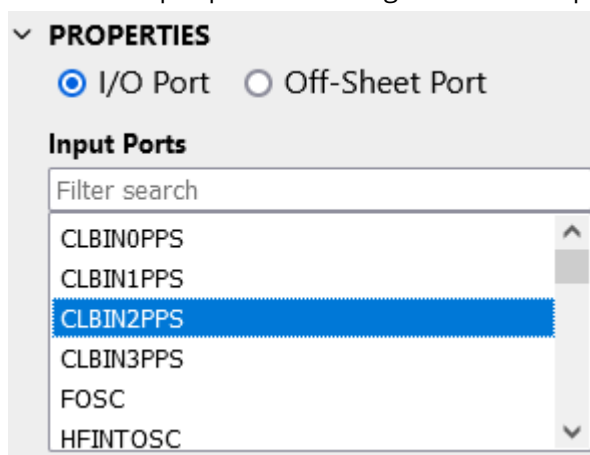 PROPERTIES
I/O Port Off-Sheet Port
Input Ports
Filter search
CLBIN0PPS
CLBIN1PPS
CLBIN2PPS
CLBIN3PPS
FOSC
HFINTOSC